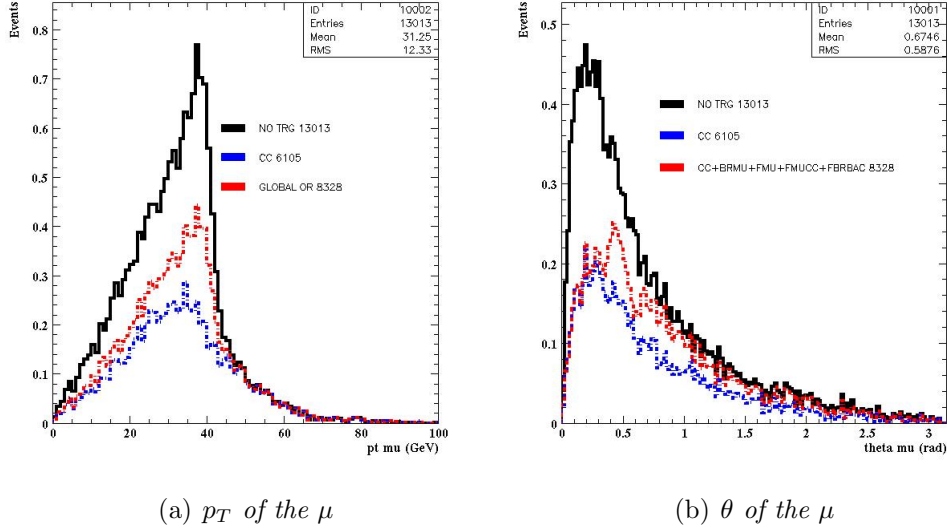 Events
ID 10002
Entries 13013
Mean 31.25
RMS 12.33
0.8
0.7
0.6
0.5
0.4
0.3
0.2
0.1
0
NO TRG 13013
CC 6105
GLOBAL OR 8328
0 20 40 60 80 100
pt mu (GeV)
(a) p_T of the μ
Events
ID 10001
Entries 13013
Mean 0.6746
RMS 0.5876
0.5
0.4
0.3
0.2
0.1
0
NO TRG 13013
CC 6105
CC+BRMU+FMU+FMUCC+FBRBAC 8328
0 0.5 1 1.5 2 2.5 3
theta mu (rad)
(b) θ of the μ